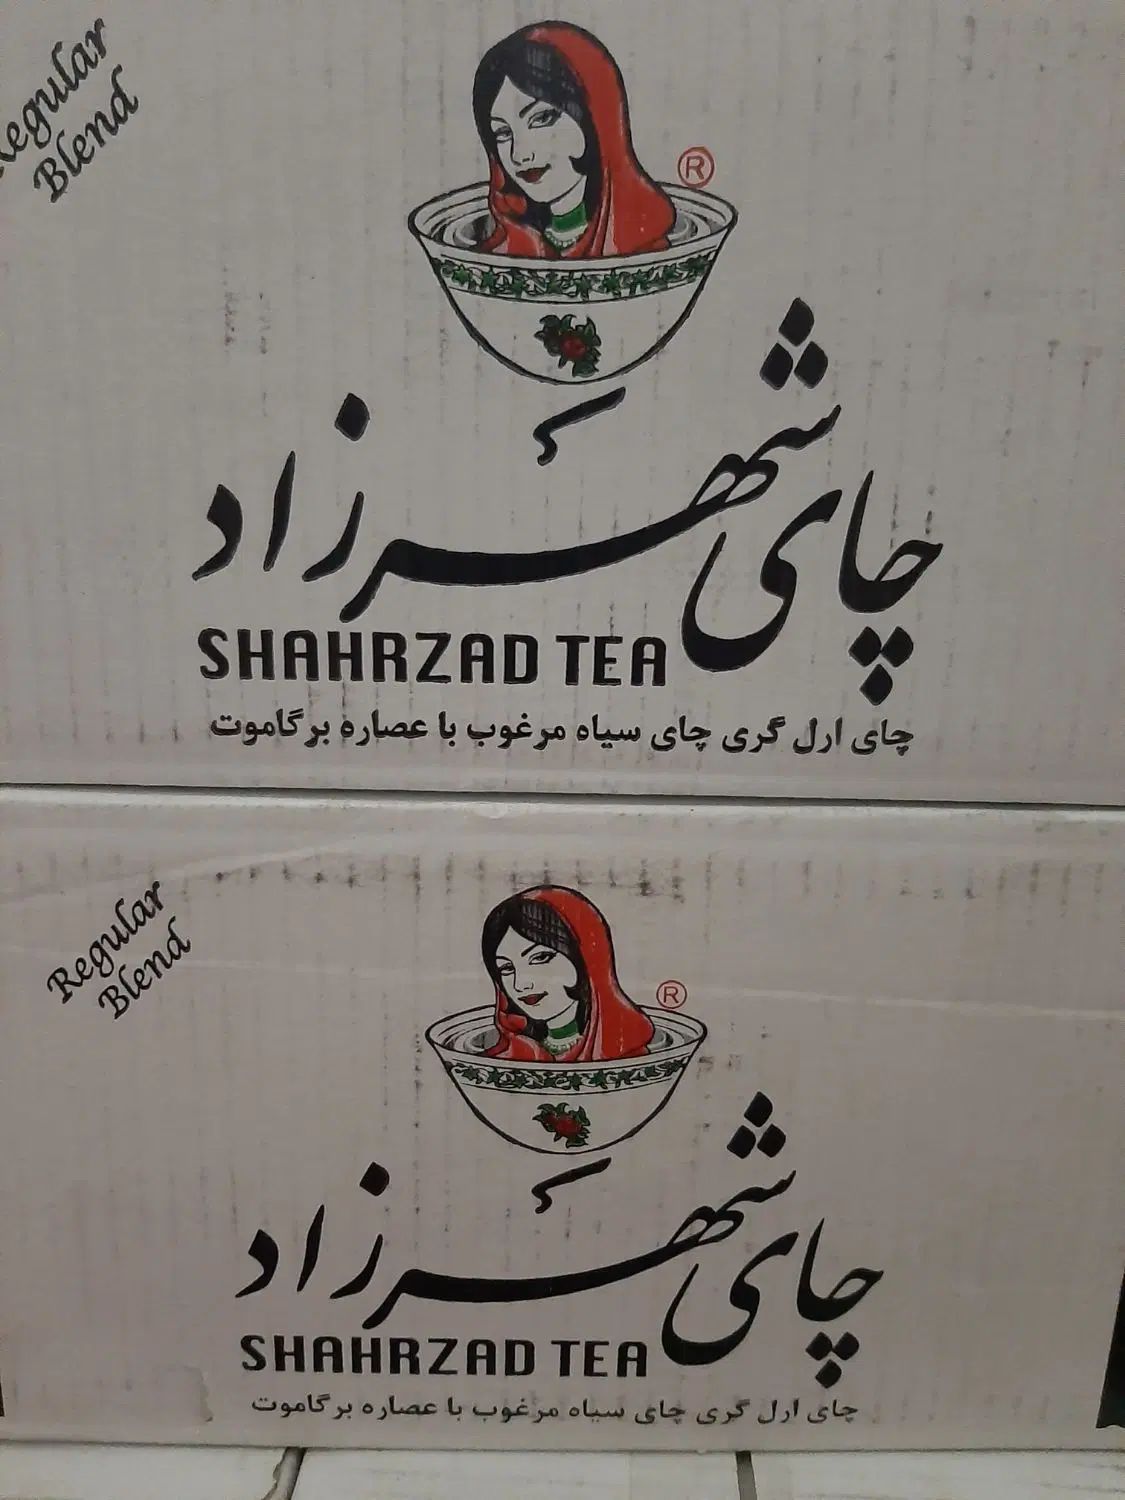 Regular
Blend
®
چای شهرزاد
SHAHRZAD TEA
چای ارل گری چای سیاه مرغوب با عصاره برگاموت
Regular
Blend
®
چای شهرزاد
SHAHRZAD TEA
چای ارل گری چای سیاه مرغوب با عصاره برگاموت